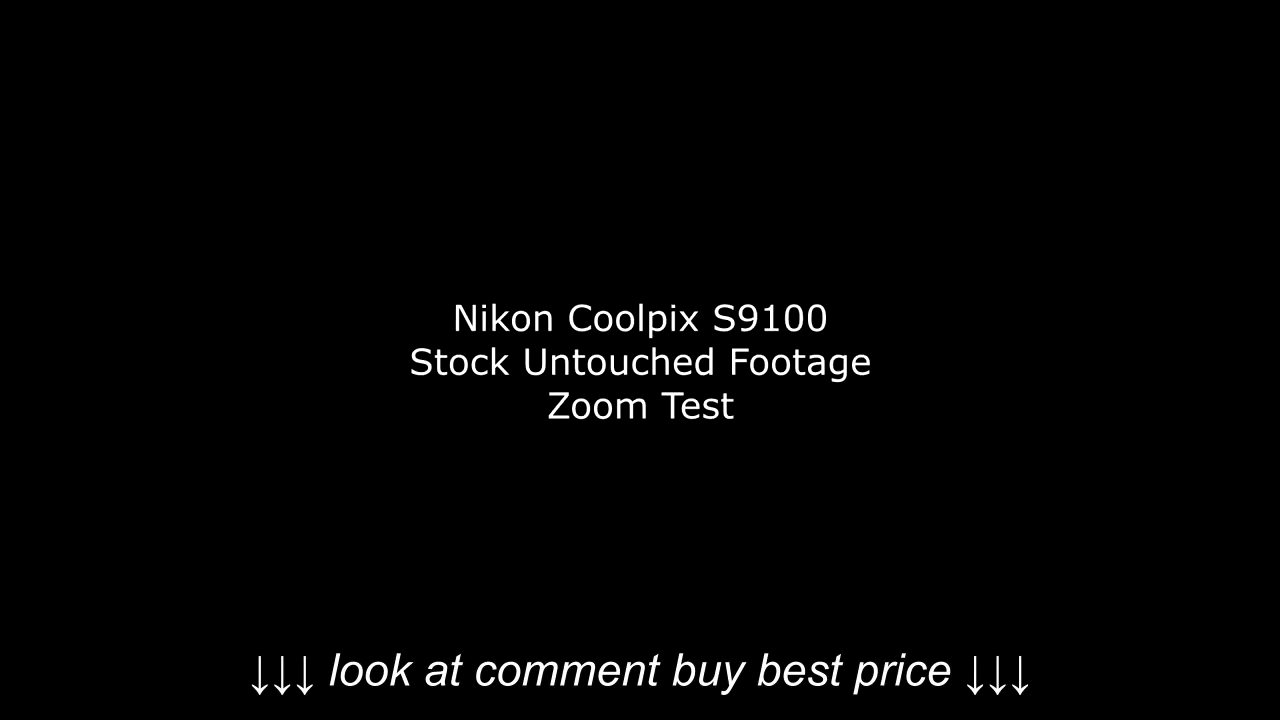 Nikon Coolpix S9100
Stock Untouched Footage
Zoom Test
↓↓↓ look at comment buy best price ↓↓↓